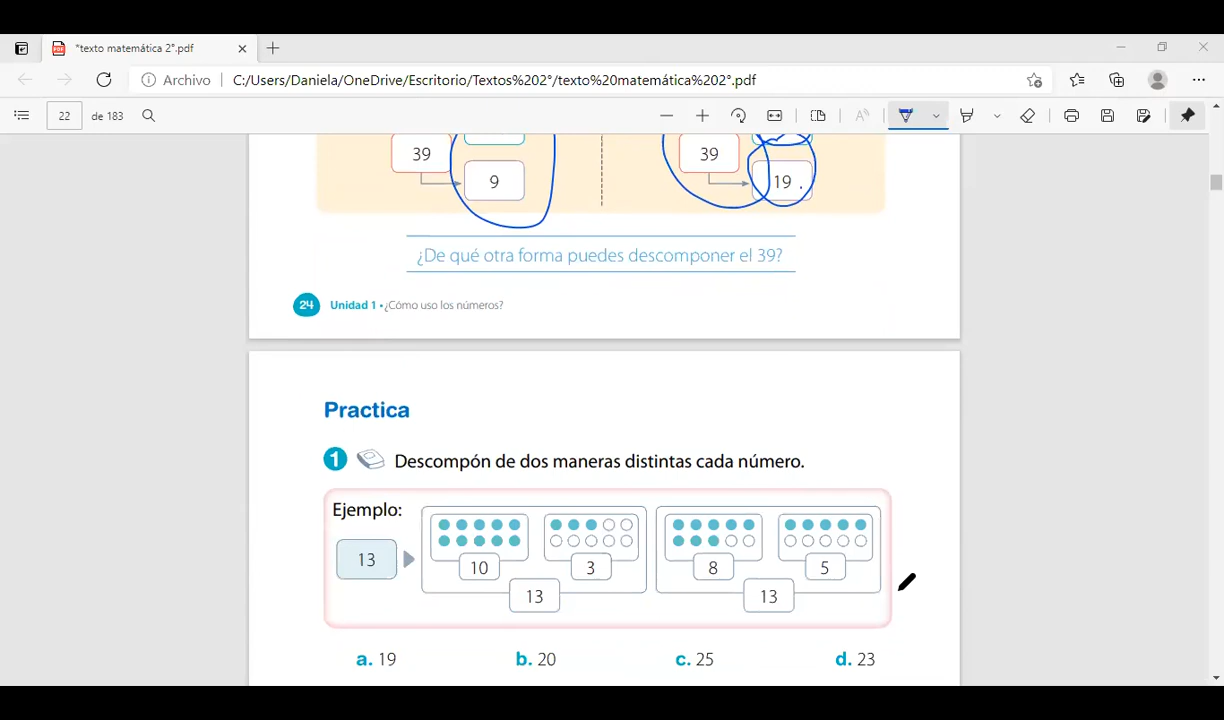 *texto matemática 2°.pdf
Archivo C:/Users/Daniela/OneDrive/Escritorio/Textos%202°/texto%20matemática%202°.pdf
22 de 183
39 39
9 19
¿De qué otra forma puedes descomponer el 39?
24 Unidad 1 • ¿Cómo uso los números?
Practica
1 Descompón de dos maneras distintas cada número.
Ejemplo:
13
10 3 8 5
13 13
a. 19 b. 20 c. 25 d. 23